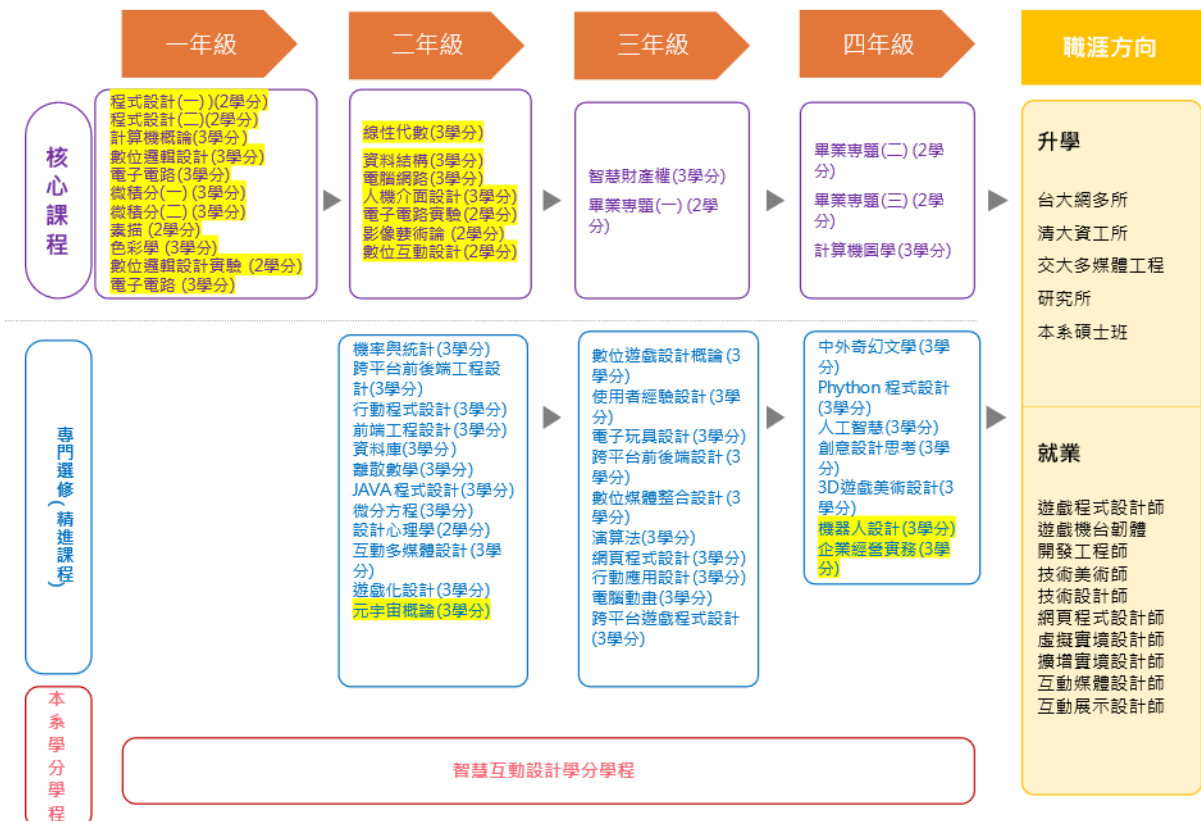 一年級
二年級
三年級
四年級
職涯方向
核
心
課
程
程式設計(一))(2學分)
程式設計(二)(2學分)
計算機概論(3學分)
數位邏輯設計(3學分)
電子電路(3學分)
微積分(一) (3學分)
微積分(二) (3學分)
素描 (2學分)
色彩學 (3學分)
數位邏輯設計實驗 (2學分)
電子電路 (3學分)
線性代數(3學分)
資料結構(3學分)
電腦網路(3學分)
人機介面設計(3學分)
電子電路實驗(2學分)
影像藝術論 (2學分)
數位互動設計(2學分)
智慧財產權(3學分)
畢業專題(一) (2學
分)
畢業專題(二) (2學
分)
畢業專題(三) (2學
分)
計算機圖學(3學分)
升學
台大網多所
清大資工所
交大多媒體工程
研究所
本系碩士班
專
門
選
修
(
精
進
課
程
)
機率與統計(3學分)
跨平台前後端工程設
計(3學分)
行動程式設計(3學分)
前端工程設計(3學分)
資料庫(3學分)
離散數學(3學分)
JAVA程式設計(3學分)
微分方程(3學分)
設計心理學(2學分)
互動多媒體設計(3學
分)
遊戲化設計(3學分)
元宇宙概論(3學分)
數位遊戲設計概論(3
學分)
使用者經驗設計(3學
分)
電子玩具設計(3學分)
跨平台前後端設計(3
學分)
數位媒體整合設計(3
學分)
演算法(3學分)
網頁程式設計(3學分)
行動應用設計(3學分)
電腦動畫(3學分)
跨平台遊戲程式設計
(3學分)
中外奇幻文學(3學
分)
Phython 程式設計
(3學分)
人工智慧(3學分)
創意設計思考(3學
分)
3D遊戲美術設計(3
學分)
機器人設計(3學分)
企業經營實務(3學
分)
就業
遊戲程式設計師
遊戲機台韌體
開發工程師
技術美術師
技術設計師
網頁程式設計師
虛擬實境設計師
擴增實境設計師
互動媒體設計師
互動展示設計師
本
系
學
分
學
程
智慧互動設計學分學程